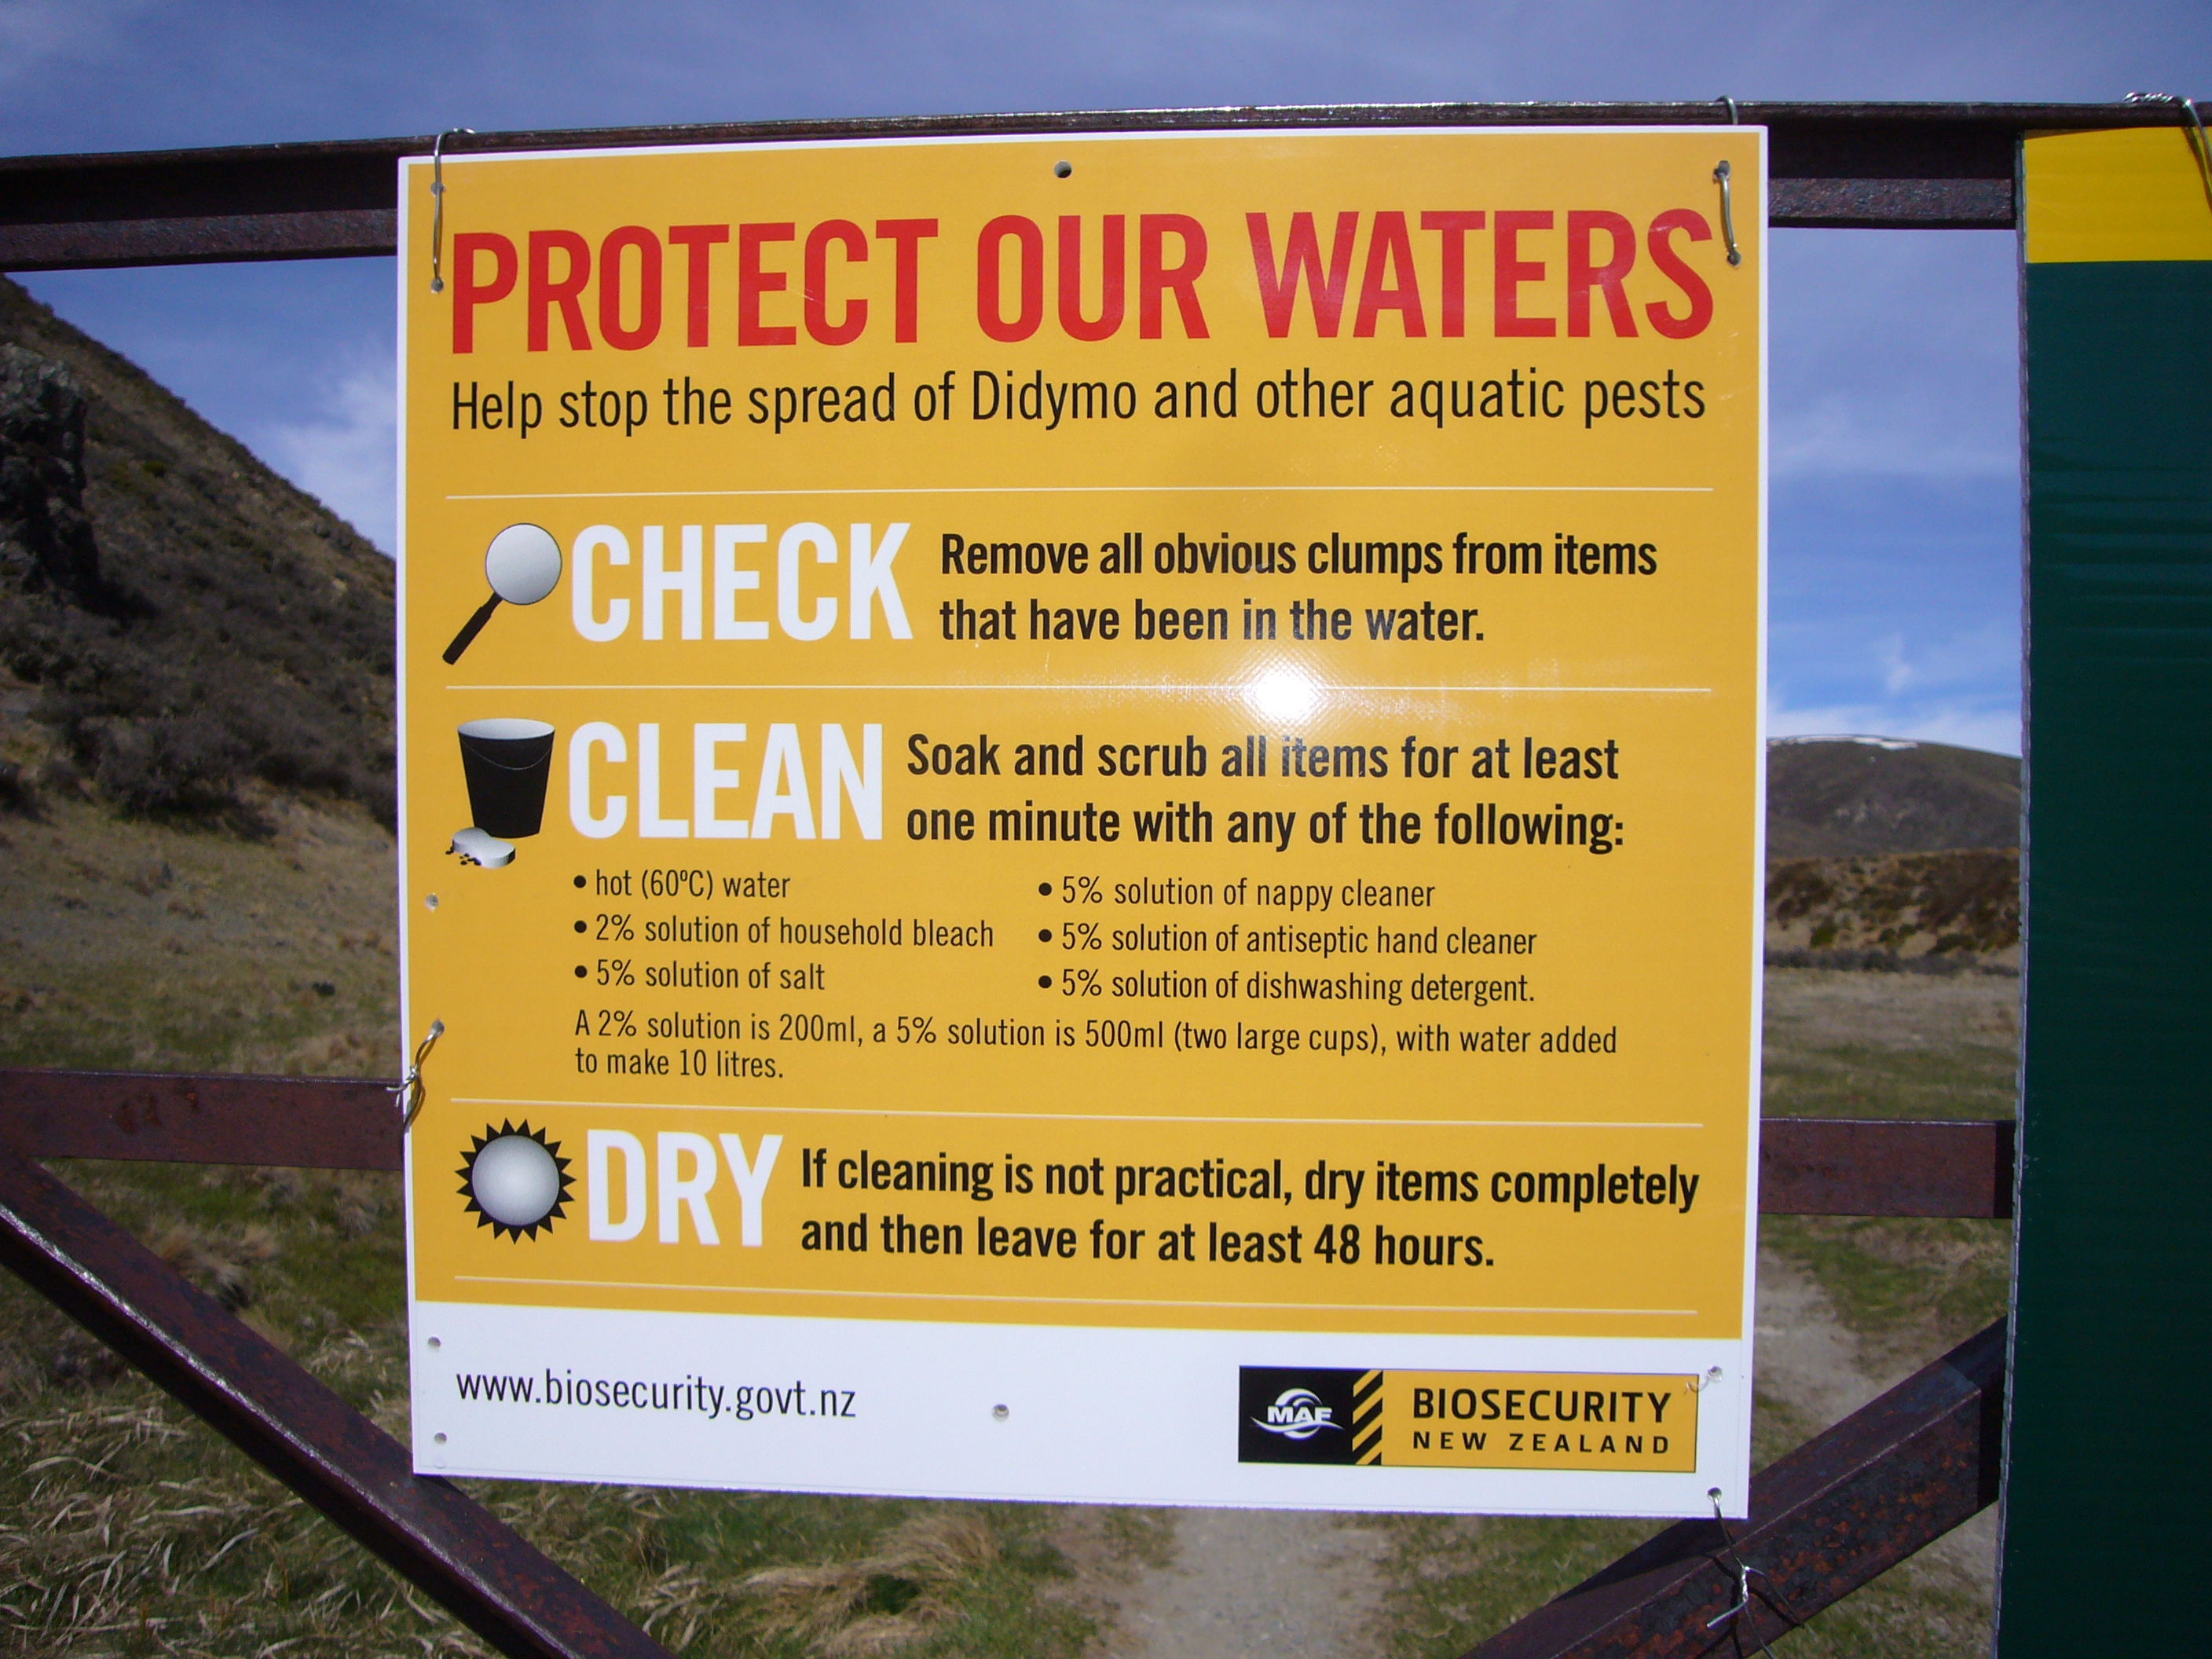 PROTECT OUR WATERS
Help stop the spread of Didymo and other aquatic pests
CHECK
Remove all obvious clumps from items
that have been in the water.
CLEAN
Soak and scrub all items for at least
one minute with any of the following:
• hot (60ºC) water
• 2% solution of household bleach
• 5% solution of salt
• 5% solution of nappy cleaner
• 5% solution of antiseptic hand cleaner
• 5% solution of dishwashing detergent.
A 2% solution is 200ml, a 5% solution is 500ml (two large cups), with water added
to make 10 litres.
DRY
If cleaning is not practical, dry items completely
and then leave for at least 48 hours.
www.biosecurity.govt.nz
MAF
BIOSECURITY
NEW ZEALAND